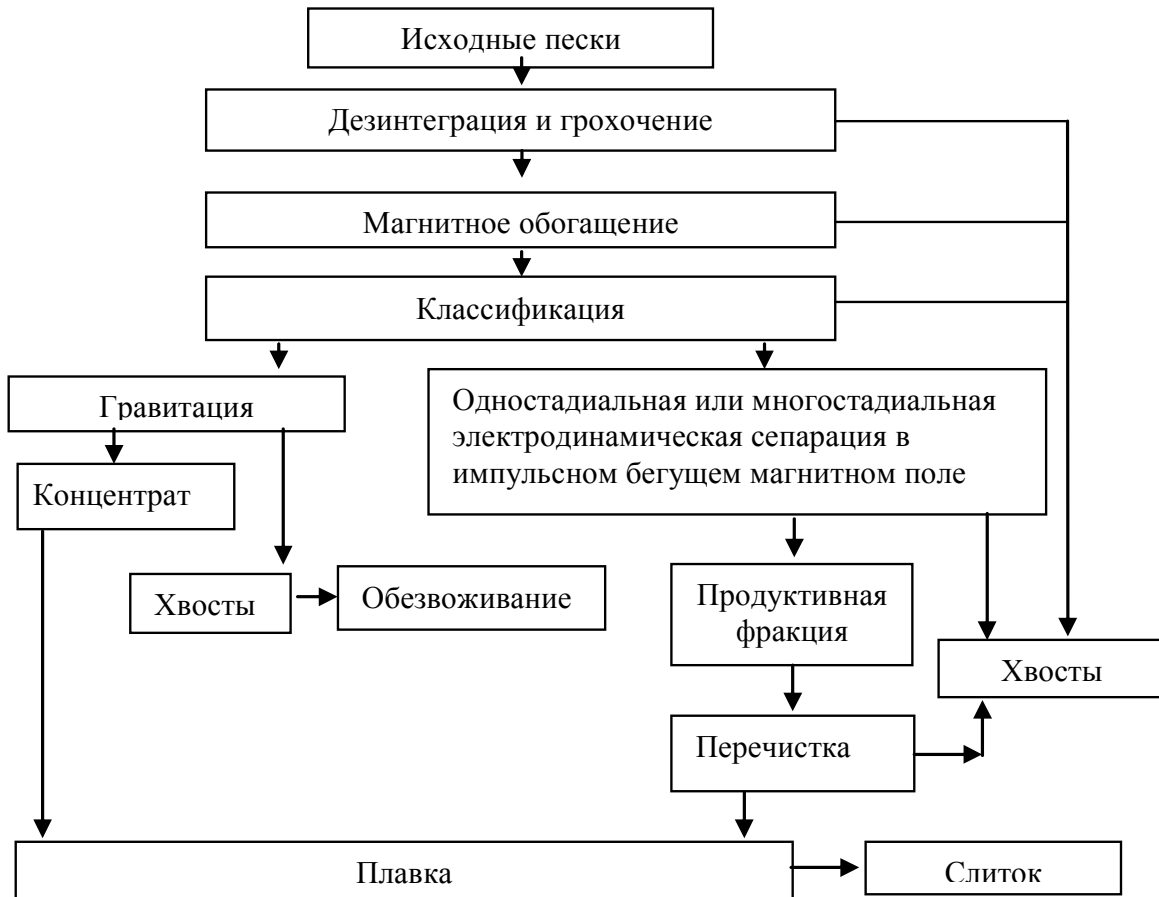 Исходные пески
Дезинтеграция и грохочение
Магнитное обогащение
Классификация
Гравитация
Одностадиальная или многостадиальная
электродинамическая сепарация в
импульсном бегущем магнитном поле
Концентрат
Хвосты
Обезвоживание
Продуктивная
фракция
Хвосты
Перечистка
Плавка
Слиток